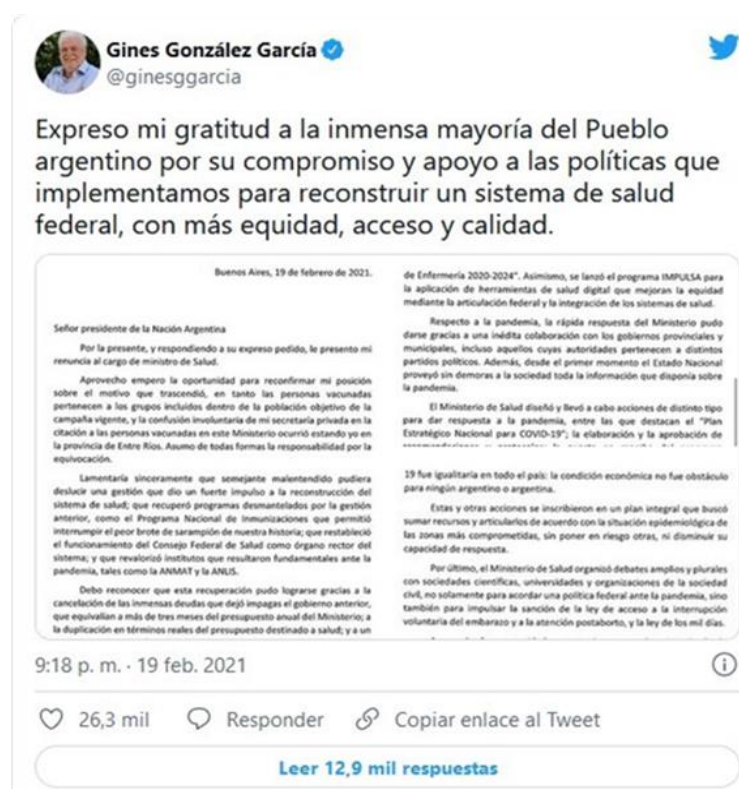 Gines González García
@ginesggarcia
Expreso mi gratitud a la inmensa mayoría del Pueblo
argentino por su compromiso y apoyo a las políticas que
implementamos para reconstruir un sistema de salud
federal, con más equidad, acceso y calidad.
Buenos Aires, 19 de febrero de 2021.
Señor presidente de la Nación Argentina
Por la presente, y respondiendo a su expreso pedido, le presento mi
renuncia al cargo de ministro de Salud.
Aprovecho empero la oportunidad para reconfirmar mi posición
sobre el motivo que trascendió, en tanto las personas vacunadas
pertenecen a los grupos incluidos dentro de la población objetivo de la
campaña vigente, y la confusión involuntaria de mi secretaría privada en la
citación a las personas vacunadas en este Ministerio ocurrió estando yo en
la provincia de Entre Ríos. Asumo de todas formas la responsabilidad por la
equivocación.
Lamentaría sinceramente que semejante malentendido pudiera
deslucir una gestión que dio un fuerte impulso a la reconstrucción del
sistema de salud; que recuperó programas desmantelados por la gestión
anterior, como el Programa Nacional de Inmunizaciones que permitió
interrumpir el peor brote de sarampión de nuestra historia; que restableció
el funcionamiento del Consejo Federal de Salud como órgano rector del
sistema; y que revalorizó institutos que resultaron fundamentales ante la
pandemia, tales como la ANMAT y la ANLIS.
Debo reconocer que esta recuperación pudo lograrse gracias a la
cancelación de las inmensas deudas que dejó impagas el gobierno anterior,
que equivalían a más de tres meses del presupuesto anual del Ministerio; a
la duplicación en términos reales del presupuesto destinado a salud; y a un
de Enfermería 2020-2024". Asimismo, se lanzó el programa IMPULSA para
la aplicación de herramientas de salud digital que mejoran la equidad
mediante la articulación federal y la integración de los sistemas de salud.
Respecto a la pandemia, la rápida respuesta del Ministerio pudo
darse gracias a una inédita colaboración con los gobiernos provinciales y
municipales, incluso aquellos cuyas autoridades pertenecen a distintos
partidos políticos. Además, desde el primer momento el Estado Nacional
proveyó sin demoras a la sociedad toda la información que disponía sobre
la pandemia.
El Ministerio de Salud diseñó y llevó a cabo acciones de distinto tipo
para dar respuesta a la pandemia, entre las que destacan el "Plan
Estratégico Nacional para COVID-19"; la elaboración y la aprobación de
19 fue igualitaria en todo el país: la condición económica no fue obstáculo
para ningún argentino o argentina.
Estas y otras acciones se inscribieron en un plan integral que buscó
sumar recursos y articularlos de acuerdo con la situación epidemiológica de
las zonas más comprometidas, sin poner en riesgo otras, ni disminuir su
capacidad de respuesta.
Por último, el Ministerio de Salud organizó debates amplios y plurales
con sociedades científicas, universidades y organizaciones de la sociedad
civil, no solamente para acordar una política federal ante la pandemia, sino
también para impulsar la sanción de la ley de acceso a la interrupción
voluntaria del embarazo y a la atención postaborto, y la ley de los mil días.
9:18 p. m. · 19 feb. 2021
26,3 mil Responder Copiar enlace al Tweet
Leer 12,9 mil respuestas